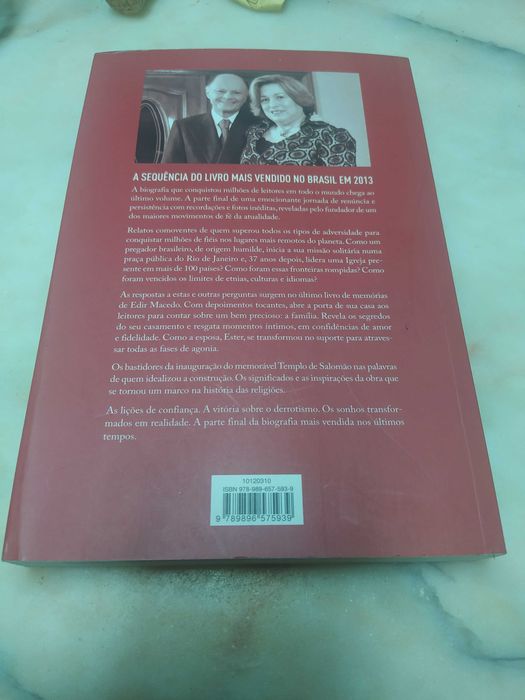 A SEQUÊNCIA DO LIVRO MAIS VENDIDO NO BRASIL EM 2013
A biografia que conquistou milhões de leitores em todo o mundo chega ao
último volume. A parte final de uma emocionante jornada de renúncia e
persistência com recordações e fotos inéditas, reveladas pelo fundador de um
dos maiores movimentos de fé da atualidade.
Relatos comoventes de quem superou todos os tipos de adversidade para
conquistar milhões de fiéis nos lugares mais remotos do planeta. Como um
pregador brasileiro, de origem humilde, inicia a sua missão solitária numa
praça pública do Rio de Janeiro e, 37 anos depois, lidera uma Igreja pre-
sente em mais de 100 países? Como foram essas fronteiras rompidas? Como
foram vencidos os limites de etnias, culturas e idiomas?
As respostas a estas e outras perguntas surgem no último livro de memórias
de Edir Macedo. Com depoimentos tocantes, abre a porta de sua casa aos
leitores para contar sobre um bem precioso: a família. Revela os segredos
do seu casamento e resgata momentos íntimos, em confidências de amor
e fidelidade. Como a esposa, Ester, se transformou no suporte para atraves-
sar todas as fases de agonia.
Os bastidores da inauguração do memorável Templo de Salomão nas palavras
de quem idealizou a construção. Os significados e as inspirações da obra que
se tornou um marco na história das religiões.
As lições de confiança. A vitória sobre o derrotismo. Os sonhos transfor-
mados em realidade. A parte final da biografia mais vendida nos últimos
tempos.
10120310
ISBN 978-989-657-593-9
9 789896 575939